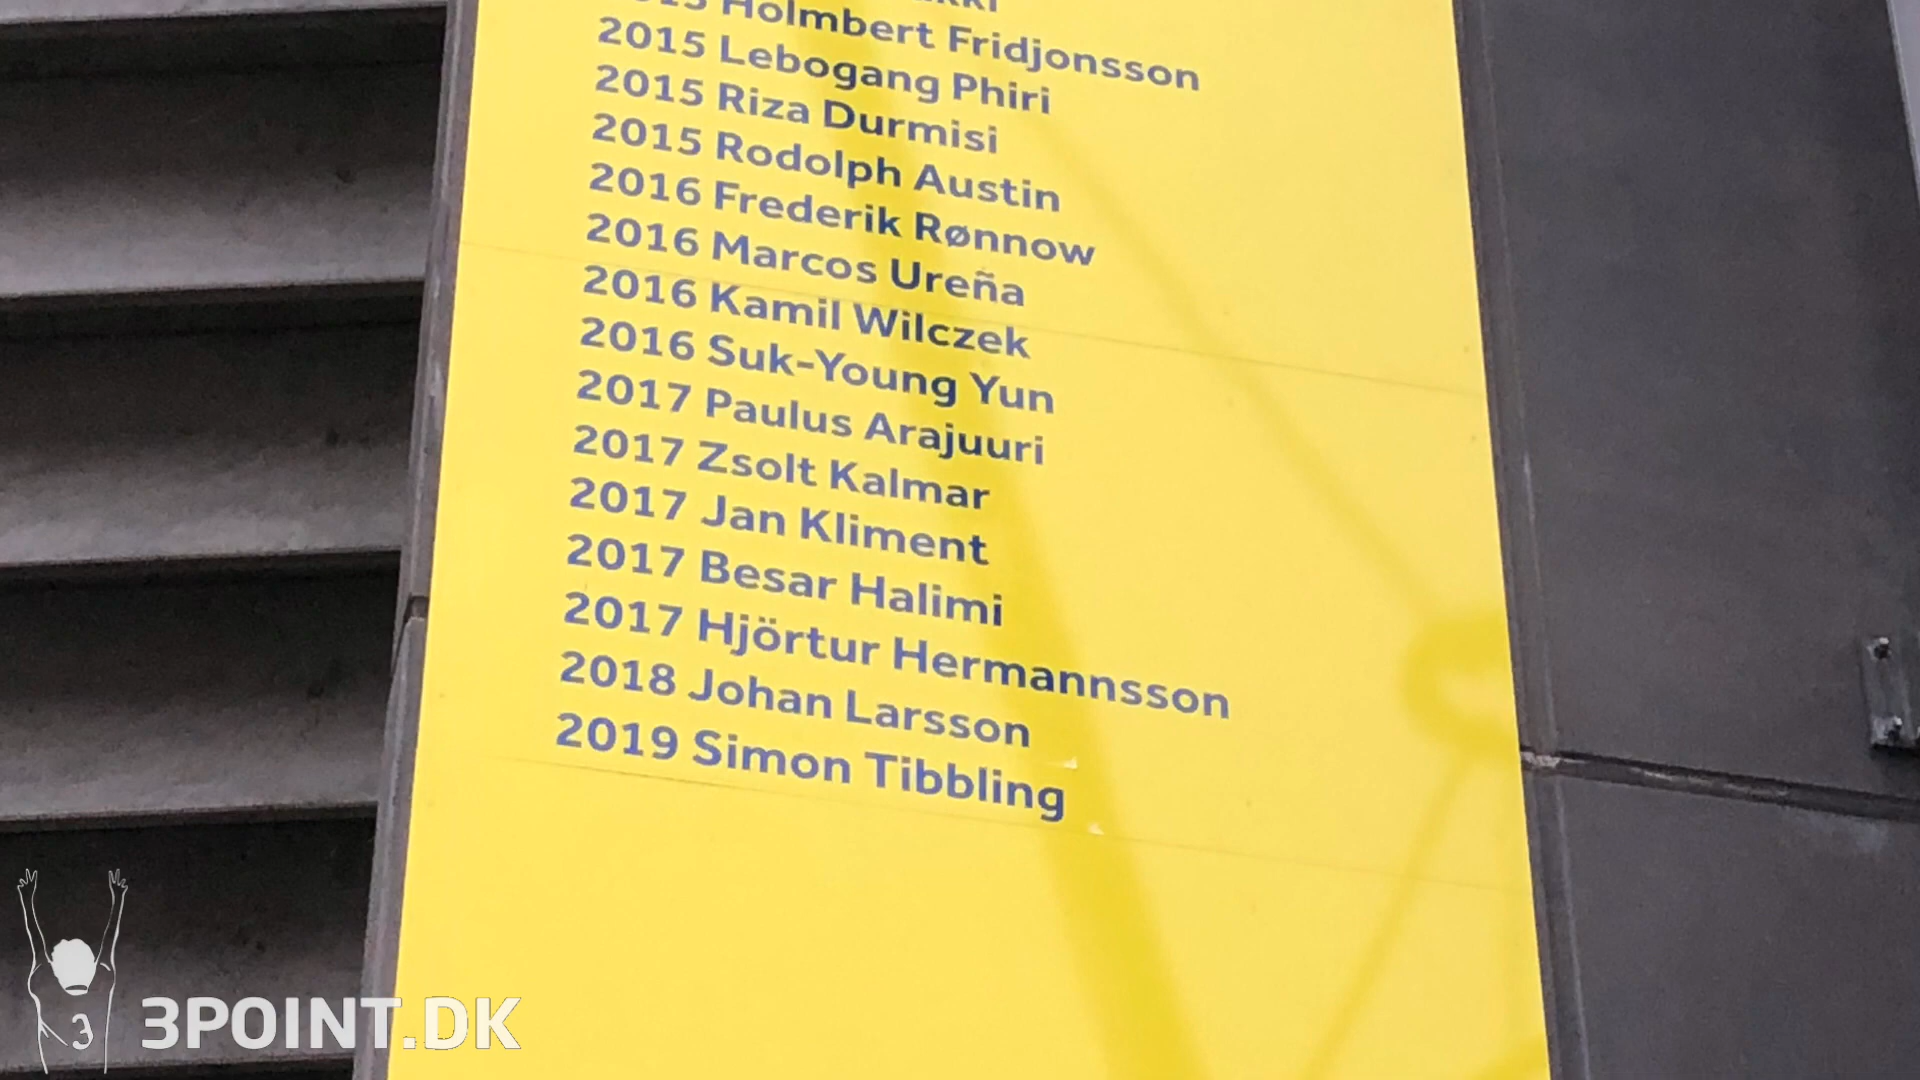 Holmbert Fridjonsson
2015 Lebogang Phiri
2015 Riza Durmisi
2015 Rodolph Austin
2016 Frederik Rønnow
2016 Marcos Ureña
2016 Kamil Wilczek
2016 Suk-Young Yun
2017 Paulus Arajuuri
2017 Zsolt Kalmar
2017 Jan Kliment
2017 Besar Halimi
2017 Hjörtur Hermannsson
2018 Johan Larsson
2019 Simon Tibbling
3
3POINT.DK